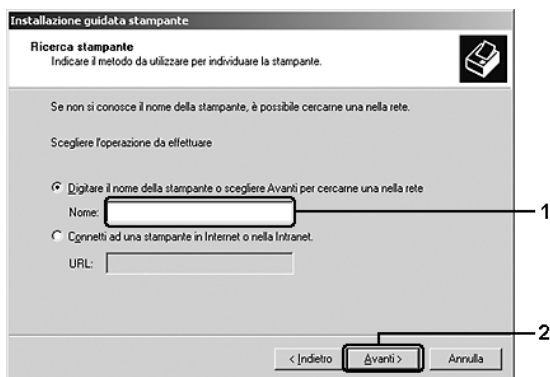 Installazione guidata stampante
Ricerca stampante
Indicare il metodo da utilizzare per individuare la stampante.
Se non si conosce il nome della stampante, è possibile cercarne una nella rete.
Scegliere l'operazione da effettuare
Digitare il nome della stampante o scegliere Avanti per cercarne una nella rete
Nome: 1
Connetti ad una stampante in Internet o nella Intranet.
URL:
2
< Indietro Avanti > Annulla